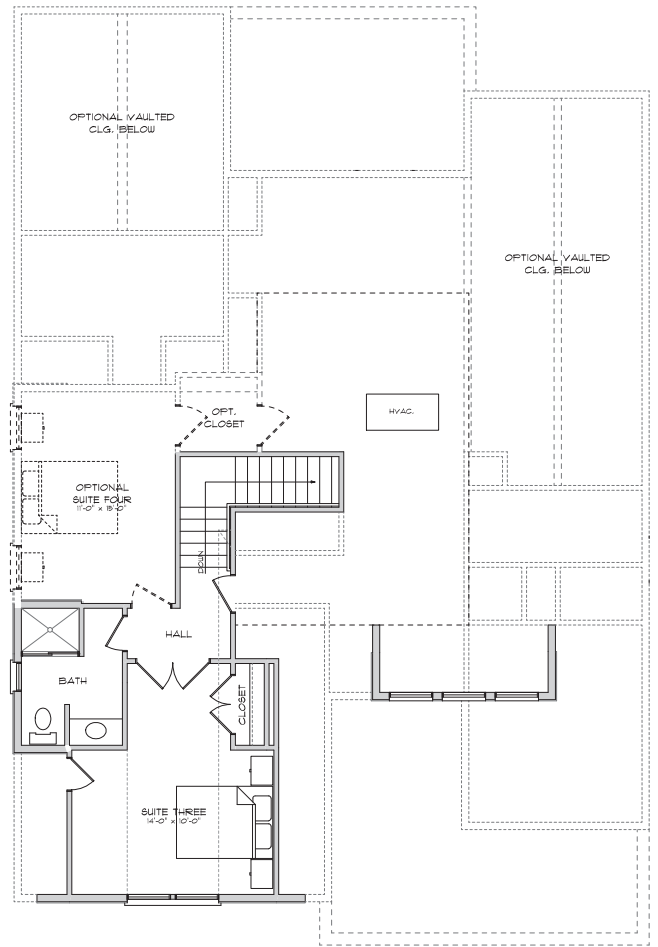 OPTIONAL VAULTED
CLG. BELOW
OPTIONAL VAULTED
CLG. BELOW
OPT.
CLOSET
HVAC.
OPTIONAL
SUITE FOUR
11'-0" x 15'-0"
DOWN
HALL
BATH
CLOSET
SUITE THREE
14'-0" x 10'-0"